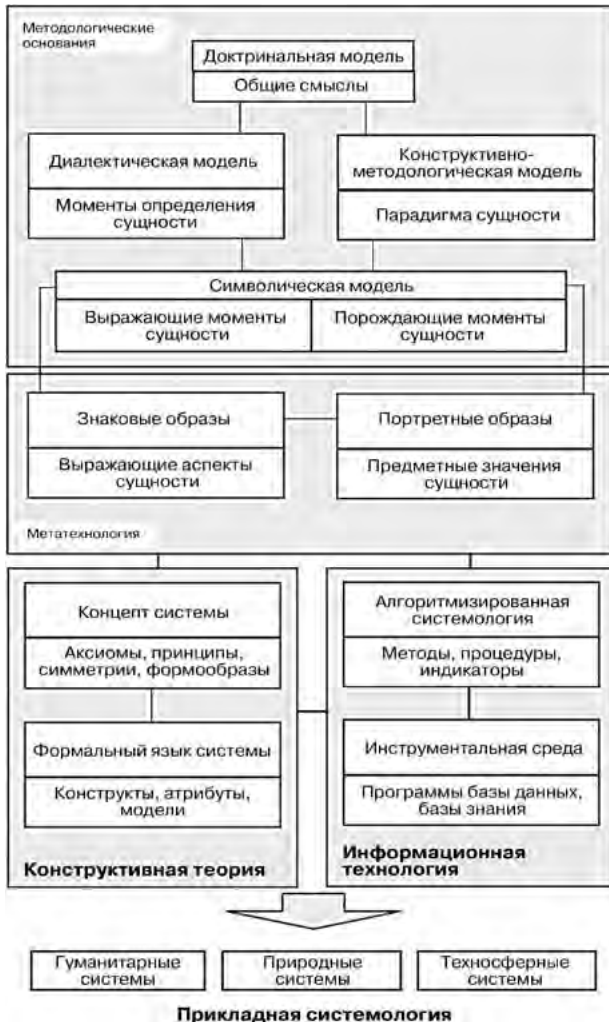 Методологические
основания
Доктринальная модель
Общие смыслы
Диалектическая модель
Моменты определения
сущности
Конструктивно-
методологическая модель
Парадигма сущности
Символическая модель
Выражающие моменты
сущности
Порождающие моменты
сущности
Знаковые образы
Выражающие аспекты
сущности
Портретные образы
Предметные значения
сущности
Метатехнология
Концепт системы
Аксиомы, принципы,
симметрии, формообразы
Формальный язык системы
Конструкты, атрибуты,
модели
Конструктивная теория
Алгоритмизированная
системология
Методы, процедуры,
индикаторы
Инструментальная среда
Программы базы данных,
базы знания
Информационная
технология
Гуманитарные
системы
Природные
системы
Техносферные
системы
Прикладная системология